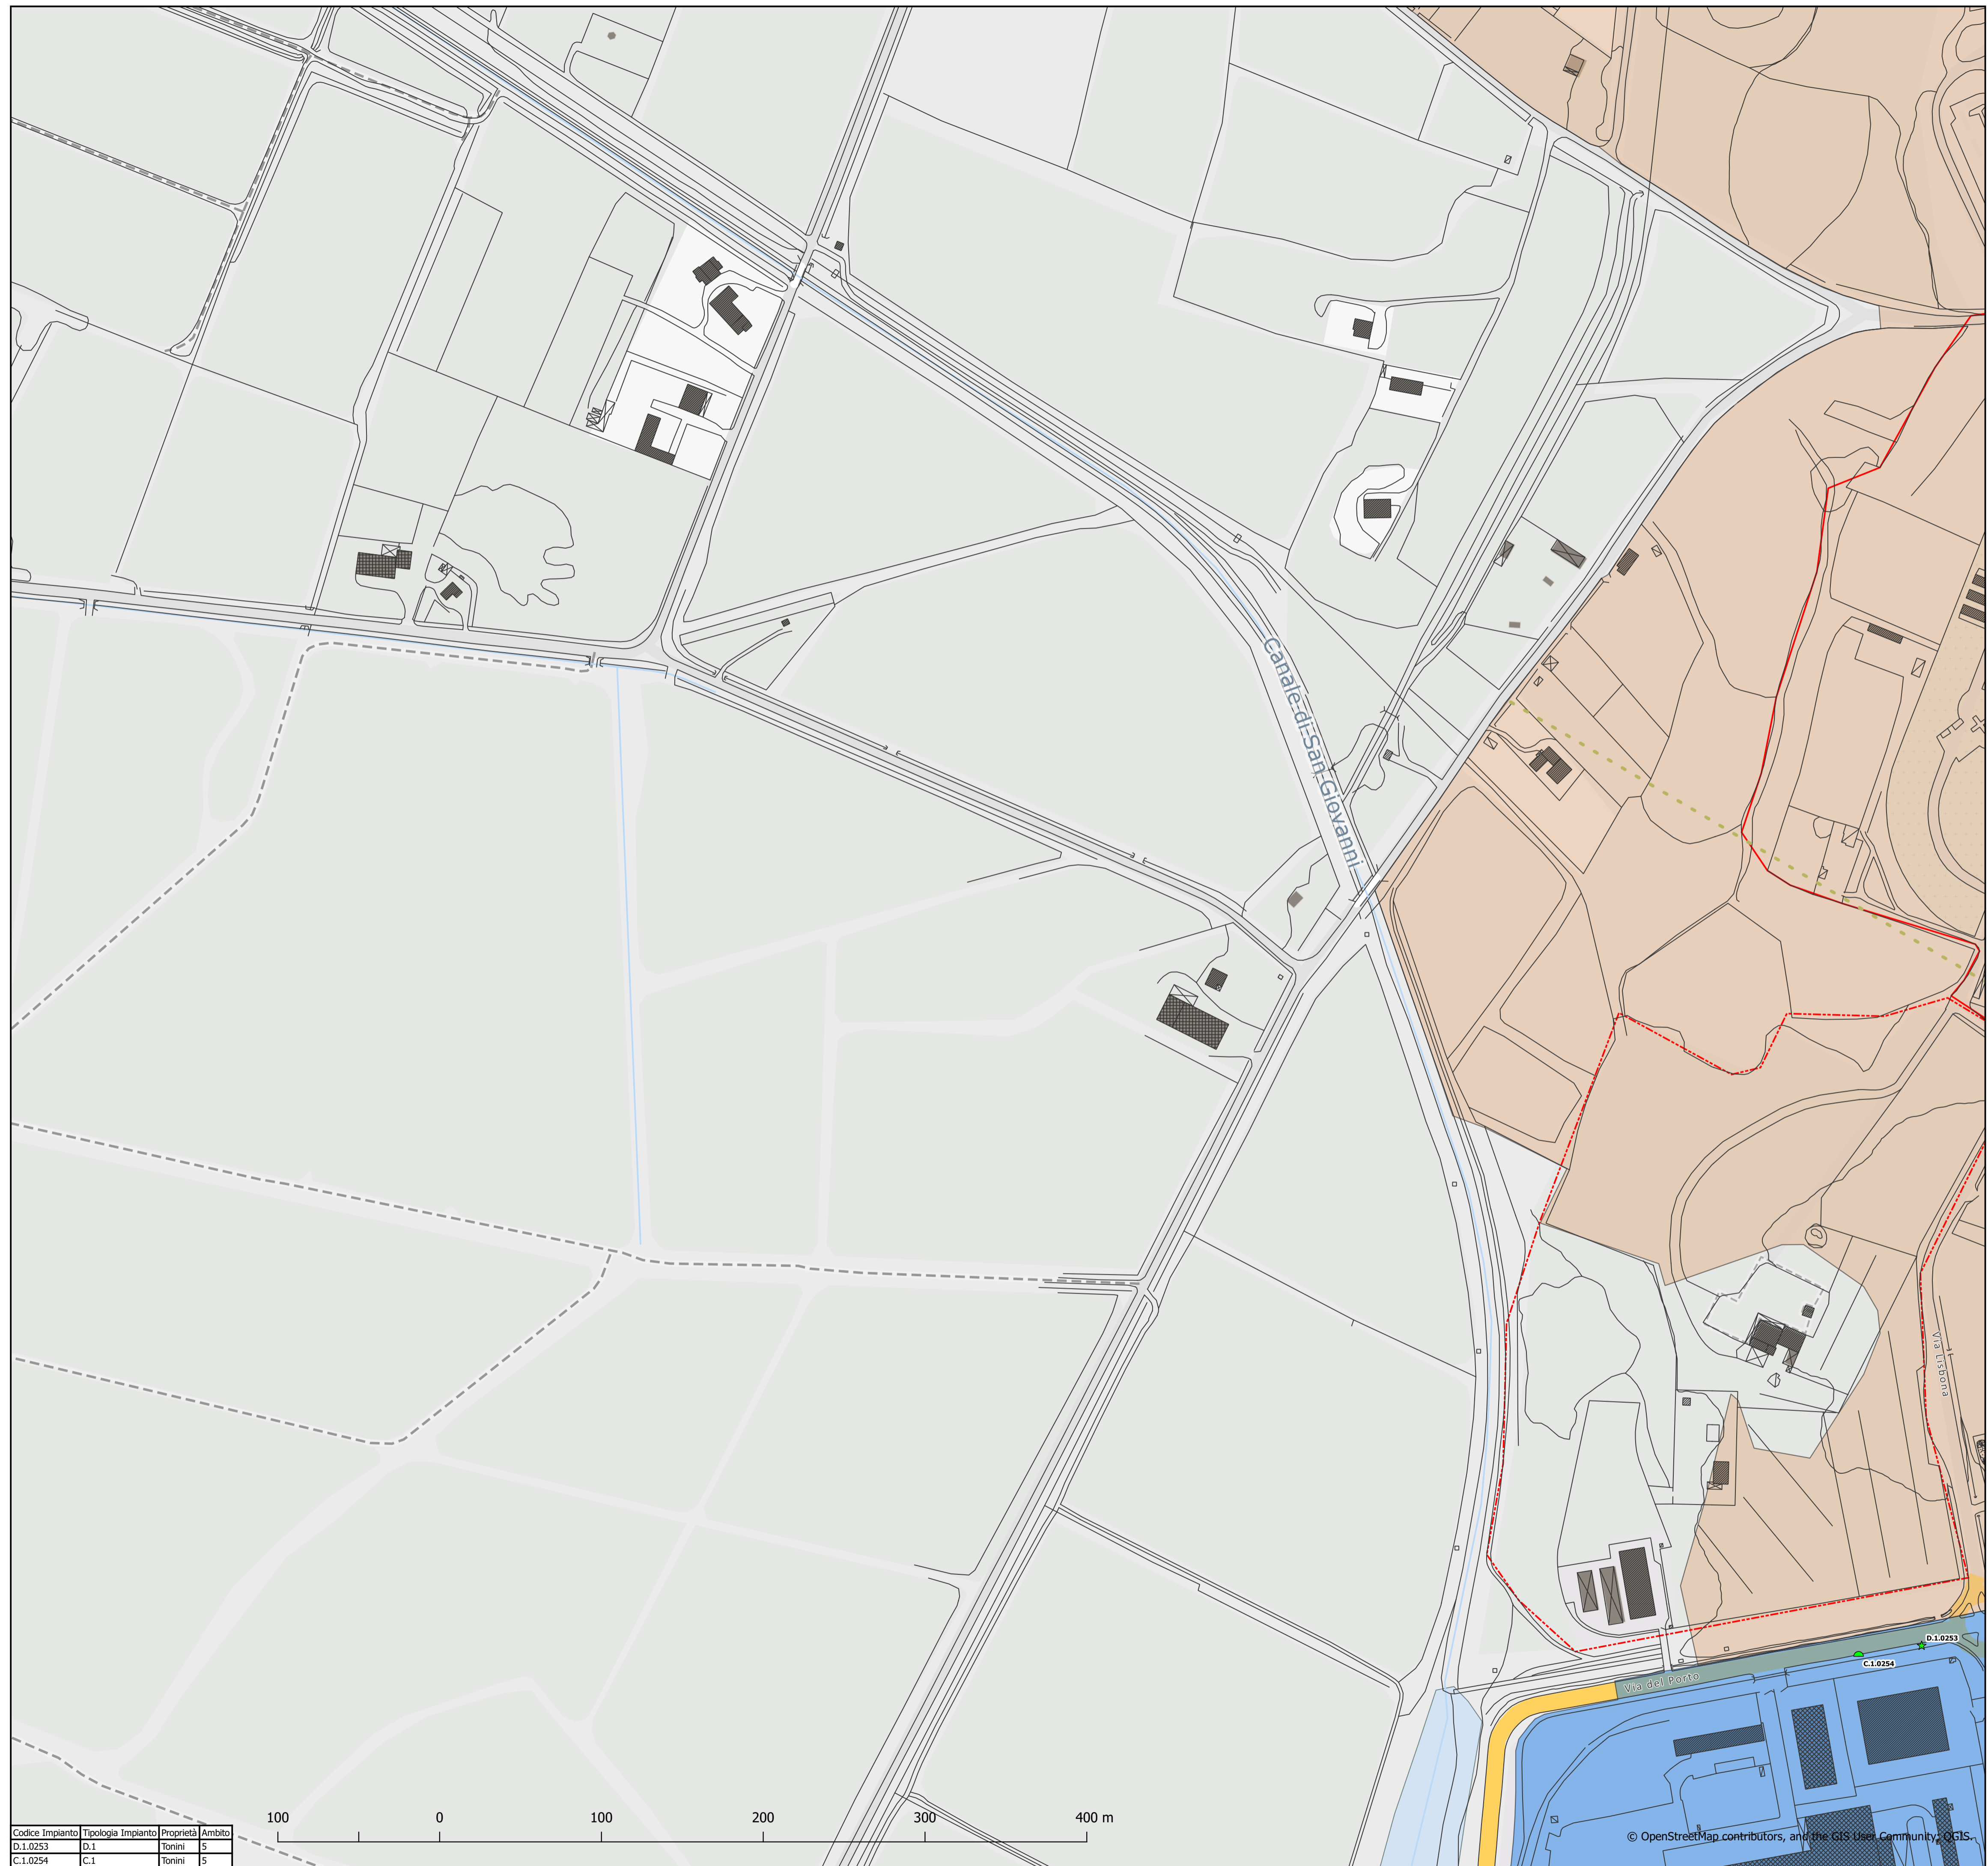 Canale di San Giovanni
Via Lisbona
D.1.0253
C.1.0254
Via del Porto
100 0 100 200 300 400 m
Codice Impianto Tipologia Impianto Proprietà Ambito
D.1.0253 D.1 Tonini 5
C.1.0254 C.1 Tonini 5
© OpenStreetMap contributors, and the GIS User Community; QGIS.